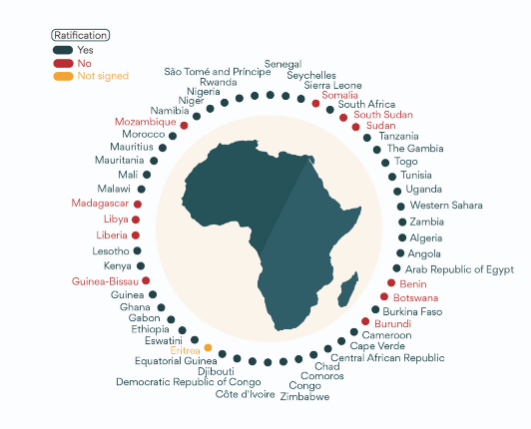 Ratification
Yes
No
Not signed
Senegal
Seychelles
Sierra Leone
Somalia
South Africa
South Sudan
Sudan
Tanzania
The Gambia
Togo
Tunisia
Uganda
Western Sahara
Zambia
Algeria
Angola
Arab Republic of Egypt
Benin
Botswana
Burkina Faso
Burundi
Cameroon
Cape Verde
Central African Republic
Chad
Comoros
Congo
Zimbabwe
Côte d'Ivoire
Democratic Republic of Congo
Djibouti
Equatorial Guinea
Eritrea
Eswatini
Ethiopia
Gabon
Ghana
Guinea
Guinea-Bissau
Kenya
Lesotho
Liberia
Libya
Madagascar
Malawi
Mali
Mauritania
Mauritius
Morocco
Mozambique
Namibia
Niger
Nigeria
Rwanda
São Tomé and Príncipe